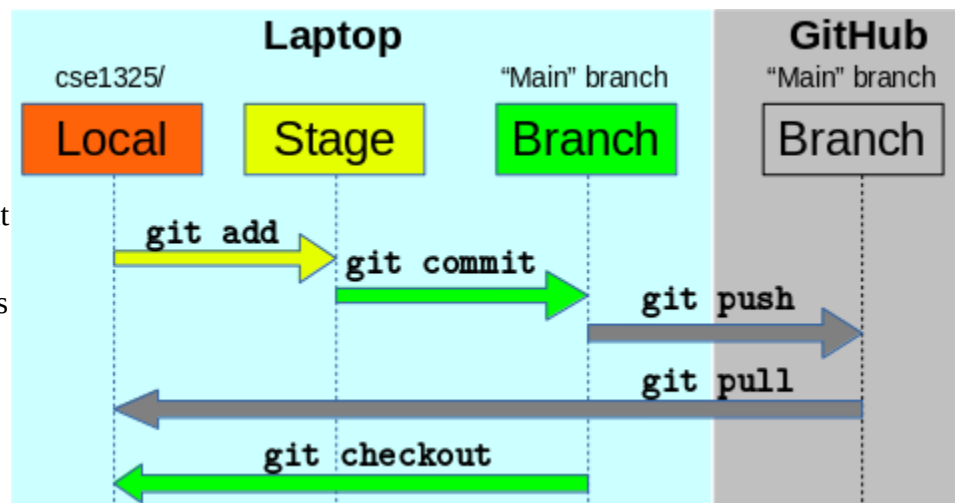 Laptop
GitHub
cse1325/
“Main” branch
“Main” branch
Local
Stage
Branch
Branch
t
git add
git commit
s
git push
git pull
git checkout